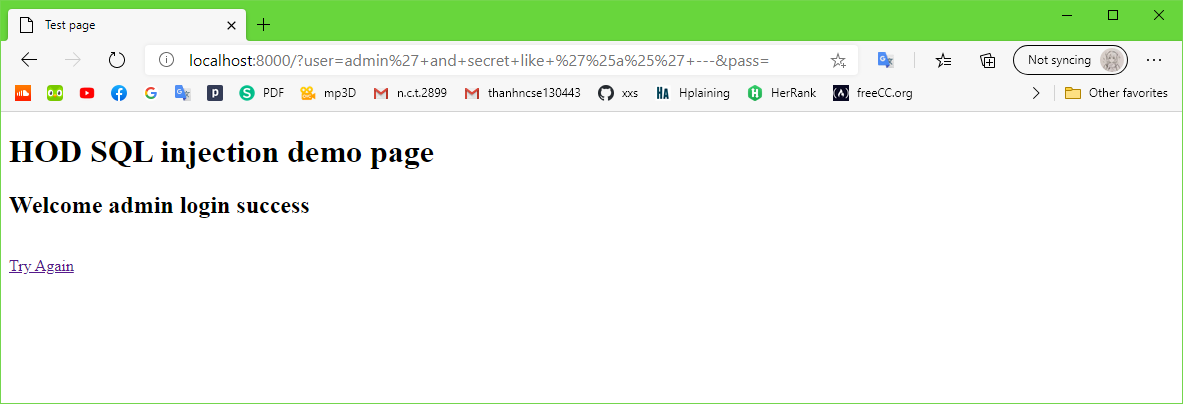 Test page
localhost:8000/?user=admin%27+and+secret+like+%27%25a%25%27+---&pass=
Not syncing
PDF mp3D n.c.t.2899 thanhncse130443 xxs Hplaining HerRank freeCC.org Other favorites
HOD SQL injection demo page
Welcome admin login success
Try Again